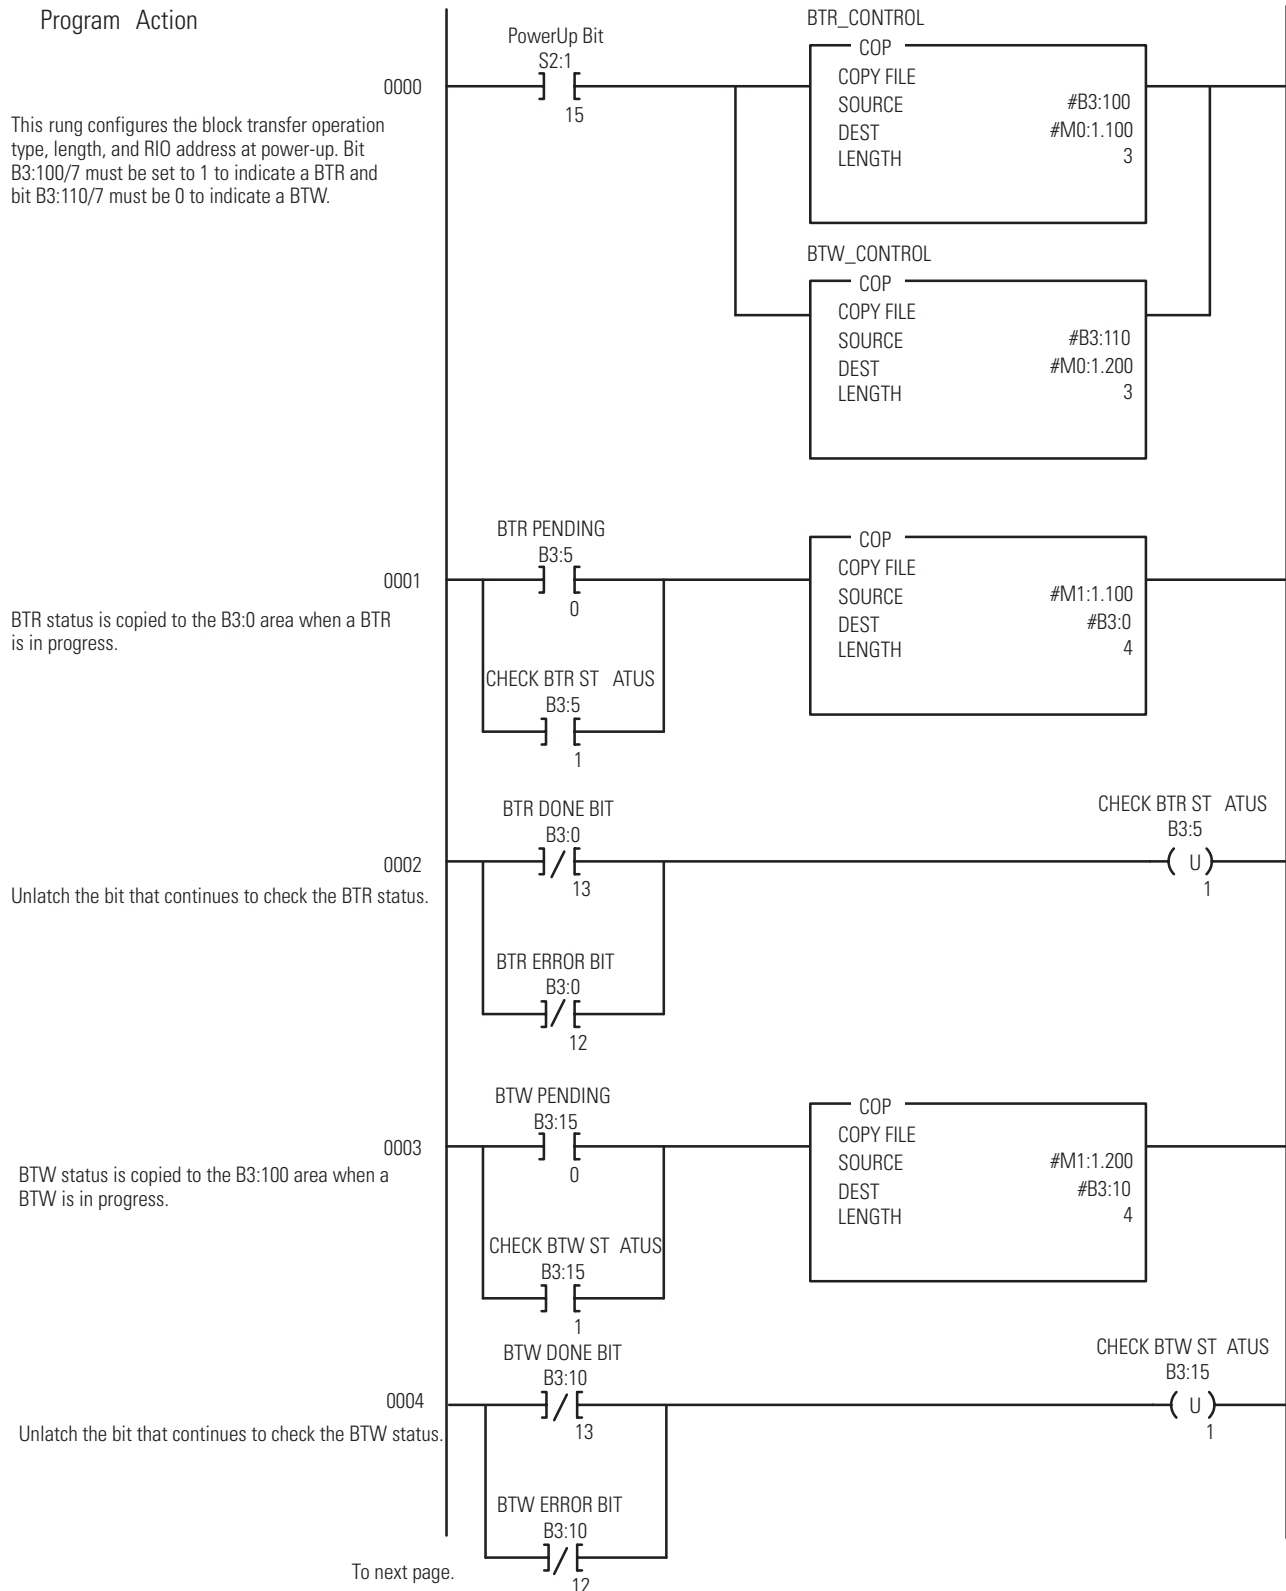 Program Action
PowerUp Bit
S2:1
0000
15
This rung configures the block transfer operation
type, length, and RIO address at power-up. Bit
B3:100/7 must be set to 1 to indicate a BTR and
bit B3:110/7 must be 0 to indicate a BTW.
BTR_CONTROL
COP
COPY FILE
SOURCE #B3:100
DEST #M0:1.100
LENGTH 3
BTW_CONTROL
COP
COPY FILE
SOURCE #B3:110
DEST #M0:1.200
LENGTH 3
BTR PENDING
B3:5
0001
0
BTR status is copied to the B3:0 area when a BTR
is in progress.
CHECK BTR ST ATUS
B3:5
1
COP
COPY FILE
SOURCE #M1:1.100
DEST #B3:0
LENGTH 4
BTR DONE BIT
B3:0
0002
13
Unlatch the bit that continues to check the BTR status.
CHECK BTR ST ATUS
B3:5
U
1
BTR ERROR BIT
B3:0
12
BTW PENDING
B3:15
0003
0
BTW status is copied to the B3:100 area when a
BTW is in progress.
CHECK BTW ST ATUS
B3:15
1
COP
COPY FILE
SOURCE #M1:1.200
DEST #B3:10
LENGTH 4
BTW DONE BIT
B3:10
0004
13
Unlatch the bit that continues to check the BTW status.
CHECK BTW ST ATUS
B3:15
U
1
BTW ERROR BIT
B3:10
12
To next page.